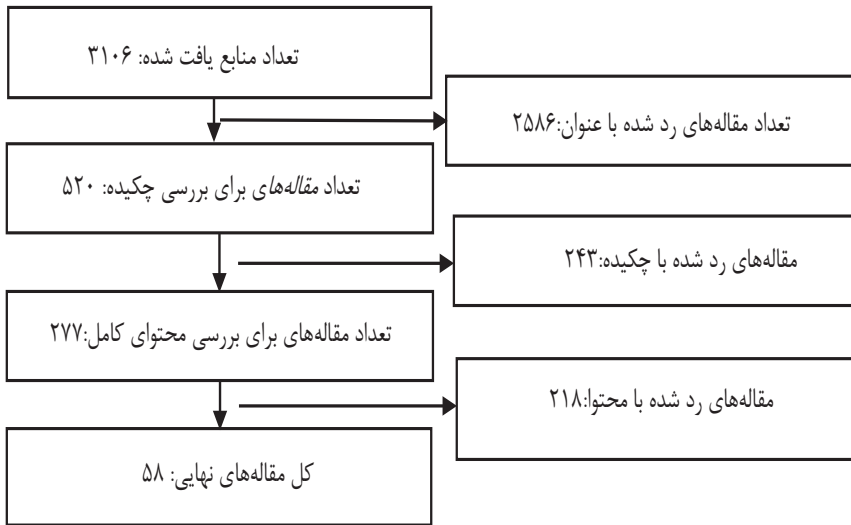 تعداد منابع یافت شده: ۳۱۰۶
تعداد مقاله‌های رد شده با عنوان:۲۵۸۶
تعداد مقاله‌های برای بررسی چکیده: ۵۲۰
مقاله‌های رد شده با چکیده:۲۴۳
تعداد مقاله‌های برای بررسی محتوای کامل:۲۷۷
مقاله‌های رد شده با محتوا:۲۱۸
کل مقاله‌های نهایی: ۵۸